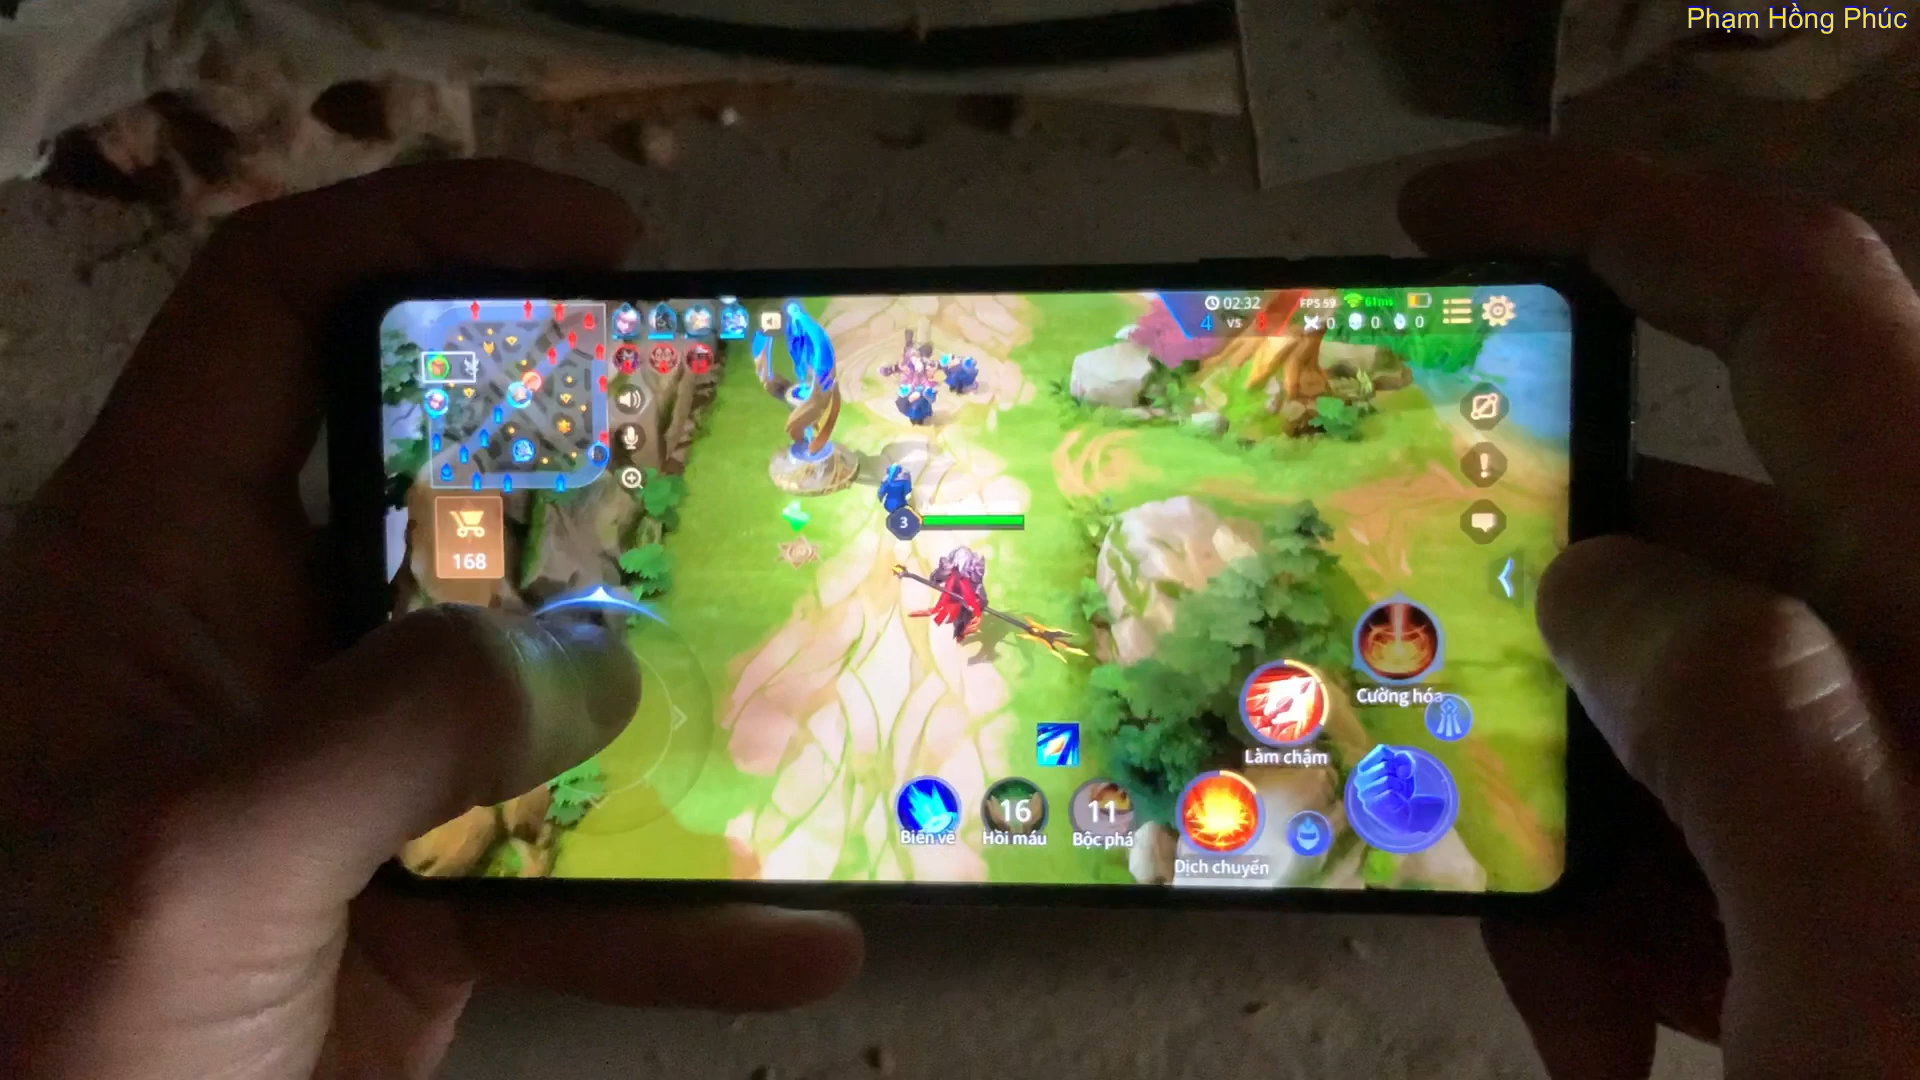 Phạm Hồng Phúc
02:32
FPS 59
61ms
4 vs
0 0 0
3
168
Cường hóa
Làm chậm
16
11
Biến về
Hồi máu
Bộc phá
Dịch chuyển